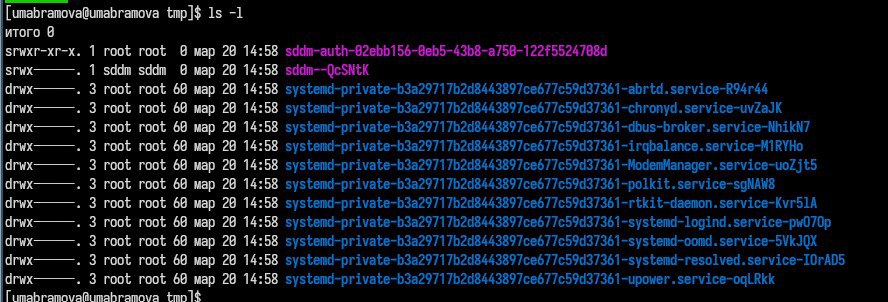 [umabramova@umabramova tmp]$ ls -l
итого 0
srwxr-xr-x. 1 root root  0 мар 20 14:58 sddm-auth-02ebb156-0eb5-43b8-a750-122f5524708d
srwx------. 1 sddm sddm  0 мар 20 14:58 sddm--QcSNtK
drwx------. 3 root root 60 мар 20 14:58 systemd-private-b3a29717b2d8443897ce677c59d37361-abrtd.service-R94r44
drwx------. 3 root root 60 мар 20 14:58 systemd-private-b3a29717b2d8443897ce677c59d37361-chronyd.service-uvZaJK
drwx------. 3 root root 60 мар 20 14:58 systemd-private-b3a29717b2d8443897ce677c59d37361-dbus-broker.service-NhikN7
drwx------. 3 root root 60 мар 20 14:58 systemd-private-b3a29717b2d8443897ce677c59d37361-irqbalance.service-M1RYHo
drwx------. 3 root root 60 мар 20 14:58 systemd-private-b3a29717b2d8443897ce677c59d37361-ModemManager.service-uoZjt5
drwx------. 3 root root 60 мар 20 14:58 systemd-private-b3a29717b2d8443897ce677c59d37361-polkit.service-sgNAW8
drwx------. 3 root root 60 мар 20 14:58 systemd-private-b3a29717b2d8443897ce677c59d37361-rtkit-daemon.service-Kvr5lA
drwx------. 3 root root 60 мар 20 14:58 systemd-private-b3a29717b2d8443897ce677c59d37361-systemd-logind.service-pwO7Op
drwx------. 3 root root 60 мар 20 14:58 systemd-private-b3a29717b2d8443897ce677c59d37361-systemd-oomd.service-5VkJQX
drwx------. 3 root root 60 мар 20 14:58 systemd-private-b3a29717b2d8443897ce677c59d37361-systemd-resolved.service-IOrAD5
drwx------. 3 root root 60 мар 20 14:58 systemd-private-b3a29717b2d8443897ce677c59d37361-upower.service-oqLRkk
[umabramova@umabramova tmp]$